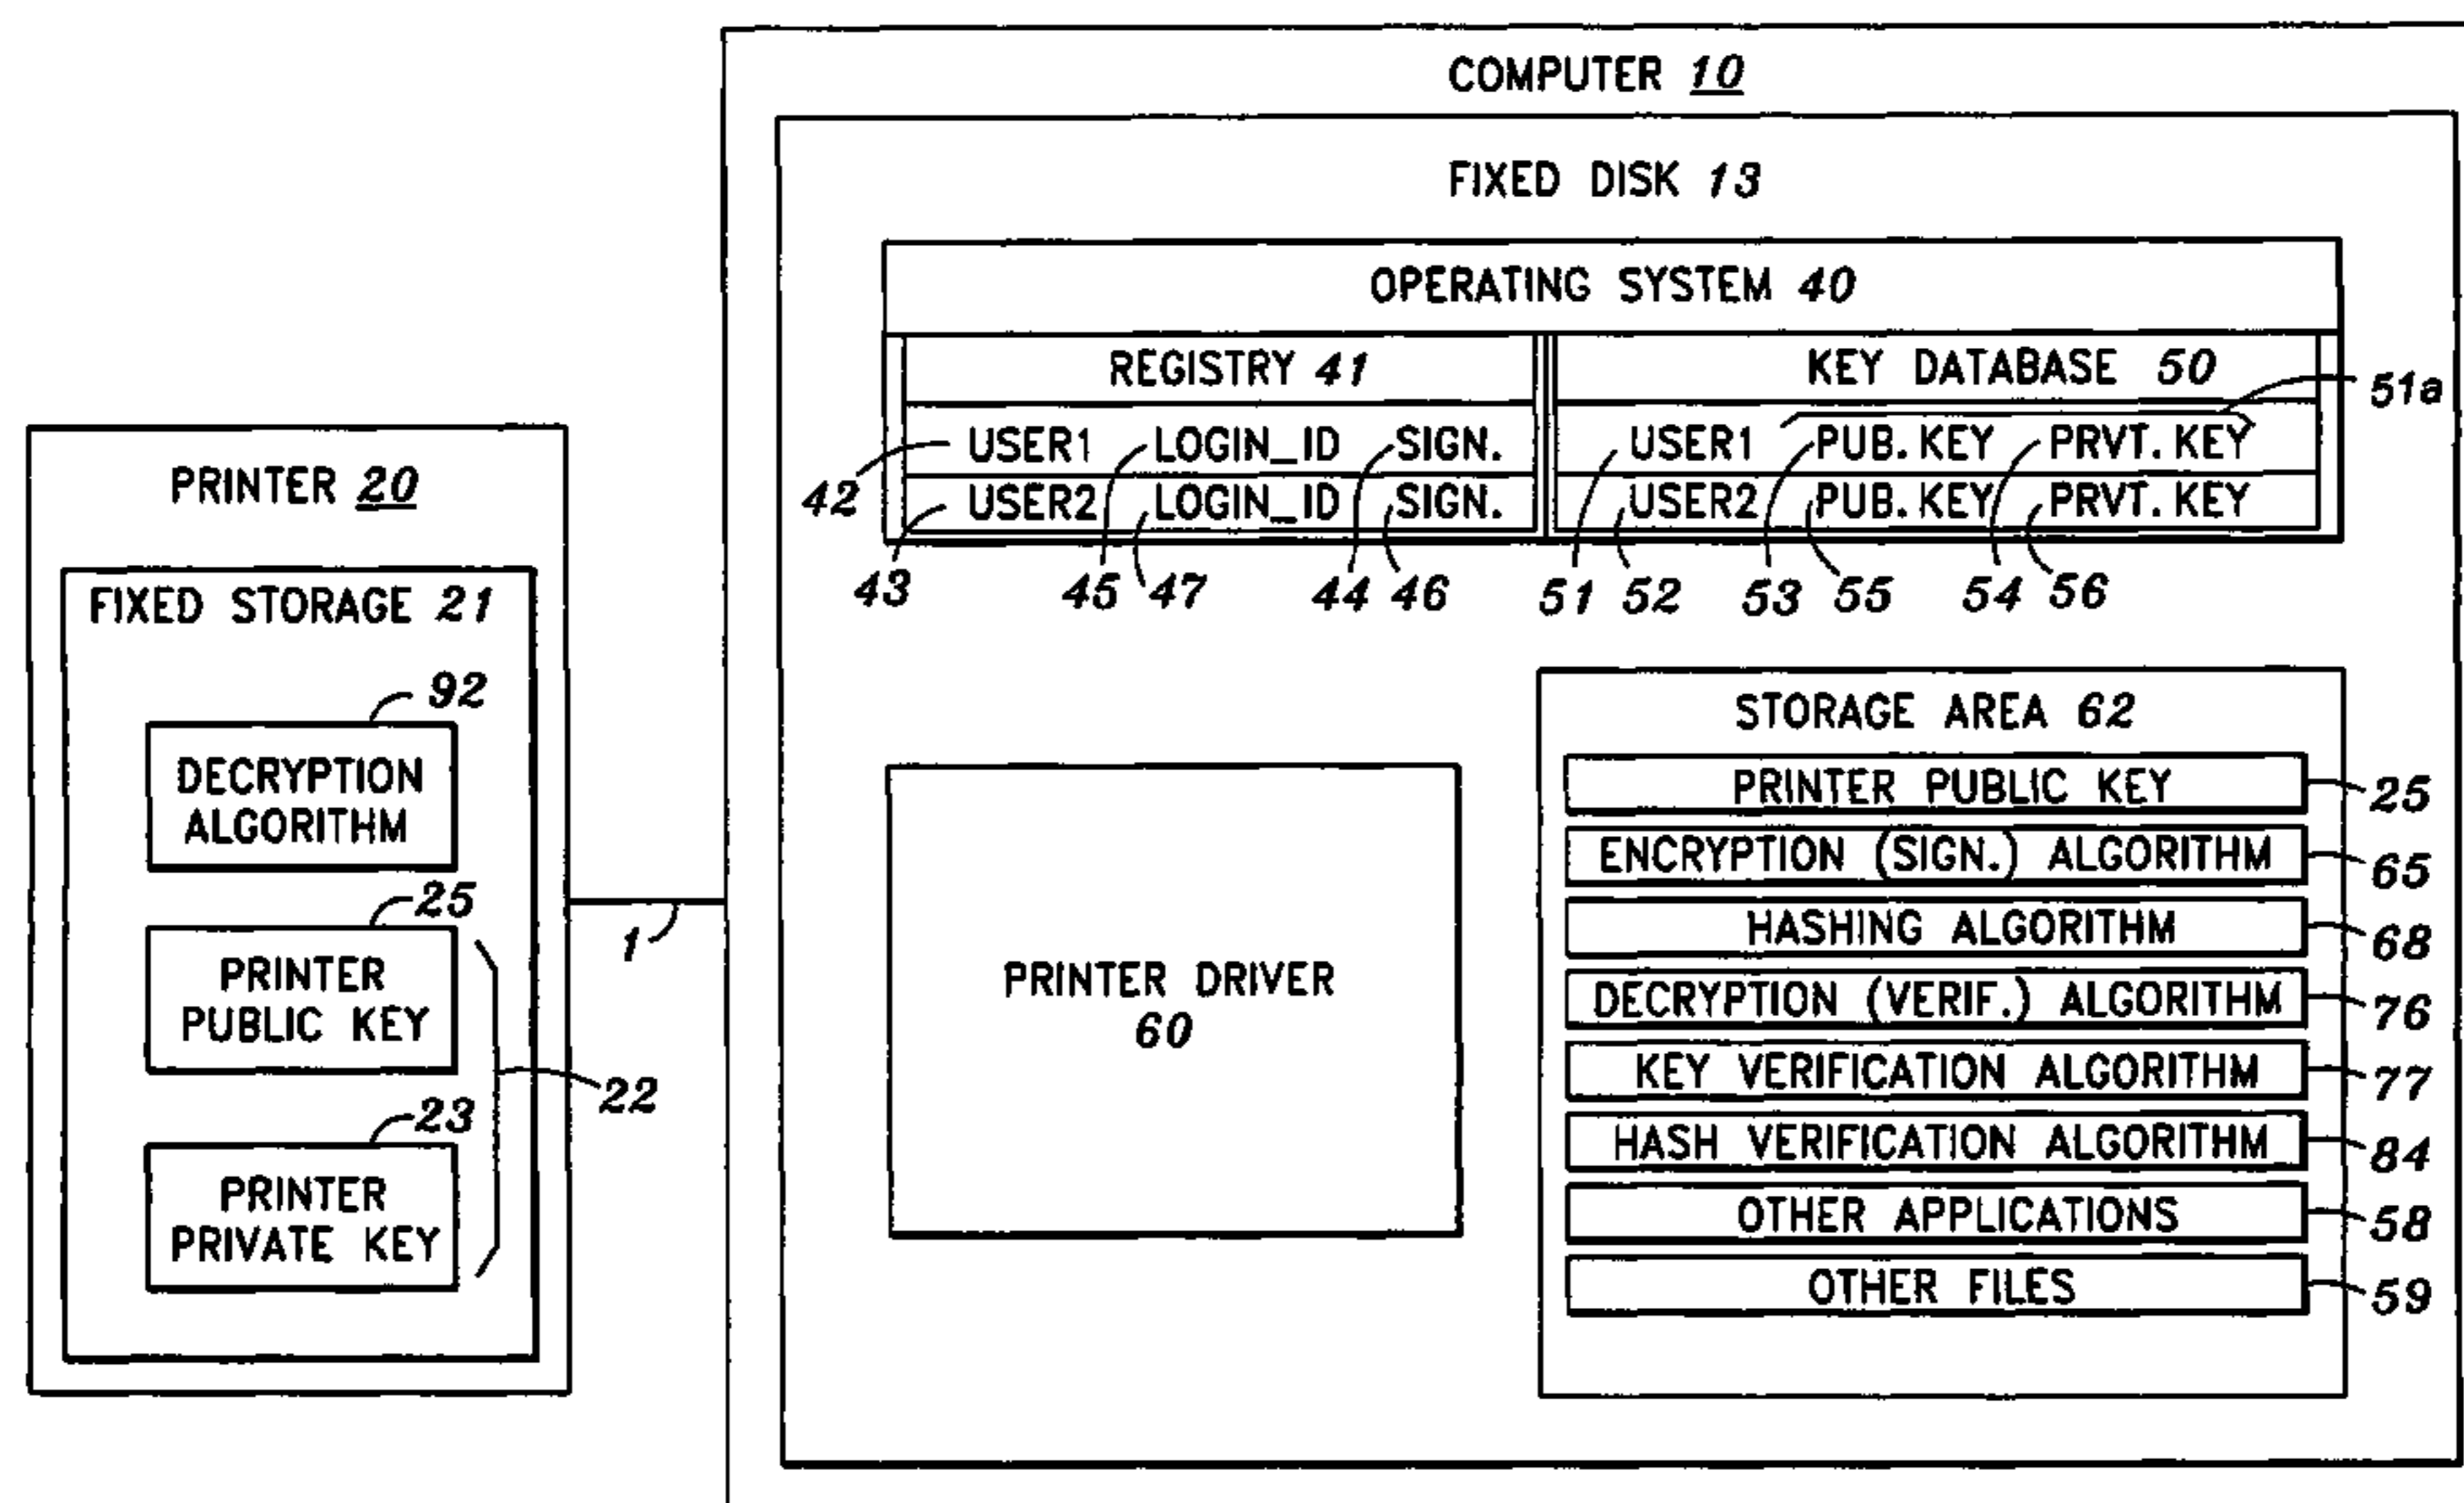 COMPUTER 10
FIXED DISK 13
OPERATING SYSTEM 40
REGISTRY 41
KEY DATABASE 50
51a
USER1 LOGIN_ID SIGN.
USER1 PUB.KEY PRVT.KEY
42
USER2 LOGIN_ID SIGN.
USER2 PUB.KEY PRVT.KEY
43 45 47 44 46 51 52 53 55 54 56
PRINTER 20
FIXED STORAGE 21
92
DECRYPTION
ALGORITHM
25
PRINTER
PUBLIC KEY
22
23
PRINTER
PRIVATE KEY
1
PRINTER DRIVER
60
STORAGE AREA 62
PRINTER PUBLIC KEY 25
ENCRYPTION (SIGN.) ALGORITHM 65
HASHING ALGORITHM 68
DECRYPTION (VERIF.) ALGORITHM 76
KEY VERIFICATION ALGORITHM 77
HASH VERIFICATION ALGORITHM 84
OTHER APPLICATIONS 58
OTHER FILES 59